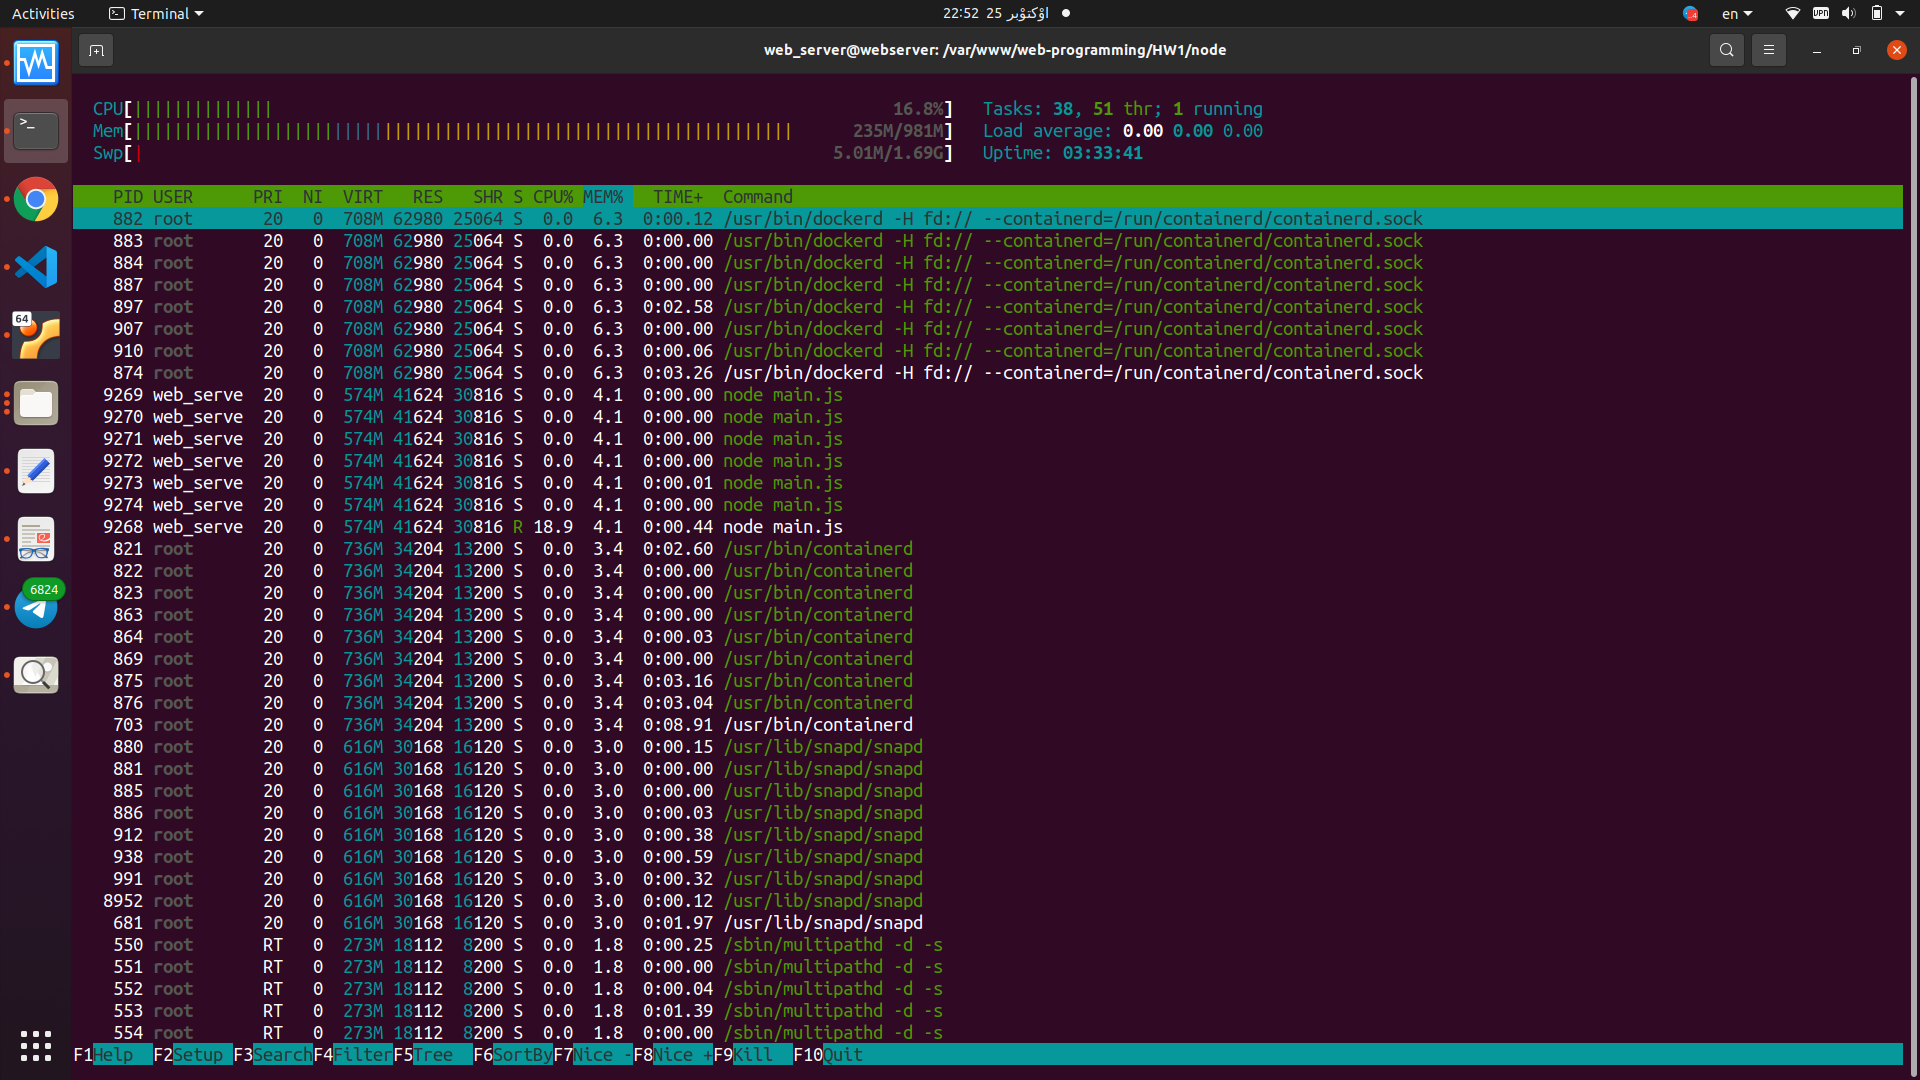 Activities Terminal 22:52 25 اۉکتۉبر en VPN
web_server@webserver: /var/www/web-programming/HW1/node
CPU[|||||||||||||| 16.8%] Tasks: 38, 51 thr; 1 running
Mem[|||||||||||||||||||||||||||||||||||||||||||||||||||||||||||||||||| 235M/981M] Load average: 0.00 0.00 0.00
Swp[| 5.01M/1.69G] Uptime: 03:33:41
PID USER PRI NI VIRT RES SHR S CPU% MEM% TIME+ Command
882 root 20 0 708M 62980 25064 S 0.0 6.3 0:00.12 /usr/bin/dockerd -H fd:// --containerd=/run/containerd/containerd.sock
883 root 20 0 708M 62980 25064 S 0.0 6.3 0:00.00 /usr/bin/dockerd -H fd:// --containerd=/run/containerd/containerd.sock
884 root 20 0 708M 62980 25064 S 0.0 6.3 0:00.00 /usr/bin/dockerd -H fd:// --containerd=/run/containerd/containerd.sock
887 root 20 0 708M 62980 25064 S 0.0 6.3 0:00.00 /usr/bin/dockerd -H fd:// --containerd=/run/containerd/containerd.sock
897 root 20 0 708M 62980 25064 S 0.0 6.3 0:02.58 /usr/bin/dockerd -H fd:// --containerd=/run/containerd/containerd.sock
907 root 20 0 708M 62980 25064 S 0.0 6.3 0:00.00 /usr/bin/dockerd -H fd:// --containerd=/run/containerd/containerd.sock
910 root 20 0 708M 62980 25064 S 0.0 6.3 0:00.06 /usr/bin/dockerd -H fd:// --containerd=/run/containerd/containerd.sock
874 root 20 0 708M 62980 25064 S 0.0 6.3 0:03.26 /usr/bin/dockerd -H fd:// --containerd=/run/containerd/containerd.sock
9269 web_serve 20 0 574M 41624 30816 S 0.0 4.1 0:00.00 node main.js
9270 web_serve 20 0 574M 41624 30816 S 0.0 4.1 0:00.00 node main.js
9271 web_serve 20 0 574M 41624 30816 S 0.0 4.1 0:00.00 node main.js
9272 web_serve 20 0 574M 41624 30816 S 0.0 4.1 0:00.00 node main.js
9273 web_serve 20 0 574M 41624 30816 S 0.0 4.1 0:00.01 node main.js
9274 web_serve 20 0 574M 41624 30816 S 0.0 4.1 0:00.00 node main.js
9268 web_serve 20 0 574M 41624 30816 R 18.9 4.1 0:00.44 node main.js
821 root 20 0 736M 34204 13200 S 0.0 3.4 0:02.60 /usr/bin/containerd
822 root 20 0 736M 34204 13200 S 0.0 3.4 0:00.00 /usr/bin/containerd
823 root 20 0 736M 34204 13200 S 0.0 3.4 0:00.00 /usr/bin/containerd
863 root 20 0 736M 34204 13200 S 0.0 3.4 0:00.00 /usr/bin/containerd
864 root 20 0 736M 34204 13200 S 0.0 3.4 0:00.03 /usr/bin/containerd
869 root 20 0 736M 34204 13200 S 0.0 3.4 0:00.00 /usr/bin/containerd
875 root 20 0 736M 34204 13200 S 0.0 3.4 0:03.16 /usr/bin/containerd
876 root 20 0 736M 34204 13200 S 0.0 3.4 0:03.04 /usr/bin/containerd
703 root 20 0 736M 34204 13200 S 0.0 3.4 0:08.91 /usr/bin/containerd
880 root 20 0 616M 30168 16120 S 0.0 3.0 0:00.15 /usr/lib/snapd/snapd
881 root 20 0 616M 30168 16120 S 0.0 3.0 0:00.00 /usr/lib/snapd/snapd
885 root 20 0 616M 30168 16120 S 0.0 3.0 0:00.00 /usr/lib/snapd/snapd
886 root 20 0 616M 30168 16120 S 0.0 3.0 0:00.03 /usr/lib/snapd/snapd
912 root 20 0 616M 30168 16120 S 0.0 3.0 0:00.38 /usr/lib/snapd/snapd
938 root 20 0 616M 30168 16120 S 0.0 3.0 0:00.59 /usr/lib/snapd/snapd
991 root 20 0 616M 30168 16120 S 0.0 3.0 0:00.32 /usr/lib/snapd/snapd
8952 root 20 0 616M 30168 16120 S 0.0 3.0 0:00.12 /usr/lib/snapd/snapd
681 root 20 0 616M 30168 16120 S 0.0 3.0 0:01.97 /usr/lib/snapd/snapd
550 root RT 0 273M 18112 8200 S 0.0 1.8 0:00.25 /sbin/multipathd -d -s
551 root RT 0 273M 18112 8200 S 0.0 1.8 0:00.00 /sbin/multipathd -d -s
552 root RT 0 273M 18112 8200 S 0.0 1.8 0:00.04 /sbin/multipathd -d -s
553 root RT 0 273M 18112 8200 S 0.0 1.8 0:01.39 /sbin/multipathd -d -s
554 root RT 0 273M 18112 8200 S 0.0 1.8 0:00.00 /sbin/multipathd -d -s
F1Help F2Setup F3SearchF4FilterF5Tree F6SortByF7Nice -F8Nice +F9Kill F10Quit
64
6824